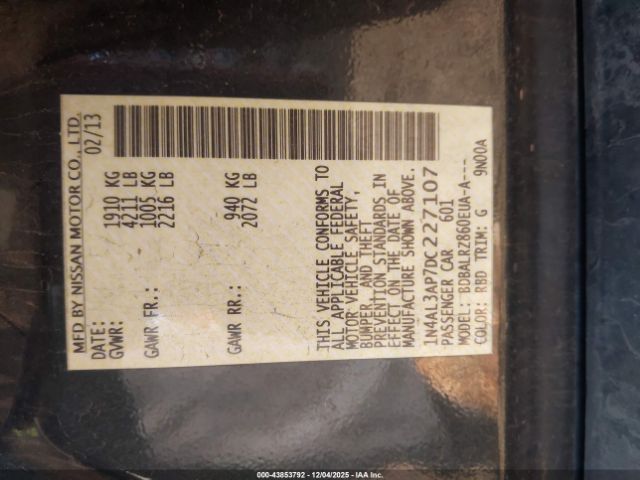 MFD BY NISSAN MOTOR CO., LTD.
DATE: 02/13
GVWR: 1910 KG
4211 LB
GAWR FR.: 1005 KG
2216 LB
GAWR RR.: 940 KG
2072 LB
THIS VEHICLE CONFORMS TO
ALL APPLICABLE FEDERAL
MOTOR VEHICLE SAFETY,
BUMPER, AND THEFT
PREVENTION STANDARDS IN
EFFECT ON THE DATE OF
MANUFACTURE SHOWN ABOVE.
1N4AL3AP7DC227107
PASSENGER CAR 601
MODEL: BDBALRZ860EUA-A---
COLOR: RBD TRIM: G 9N00A
000-43853792 - 12/04/2025 - IAA Inc.